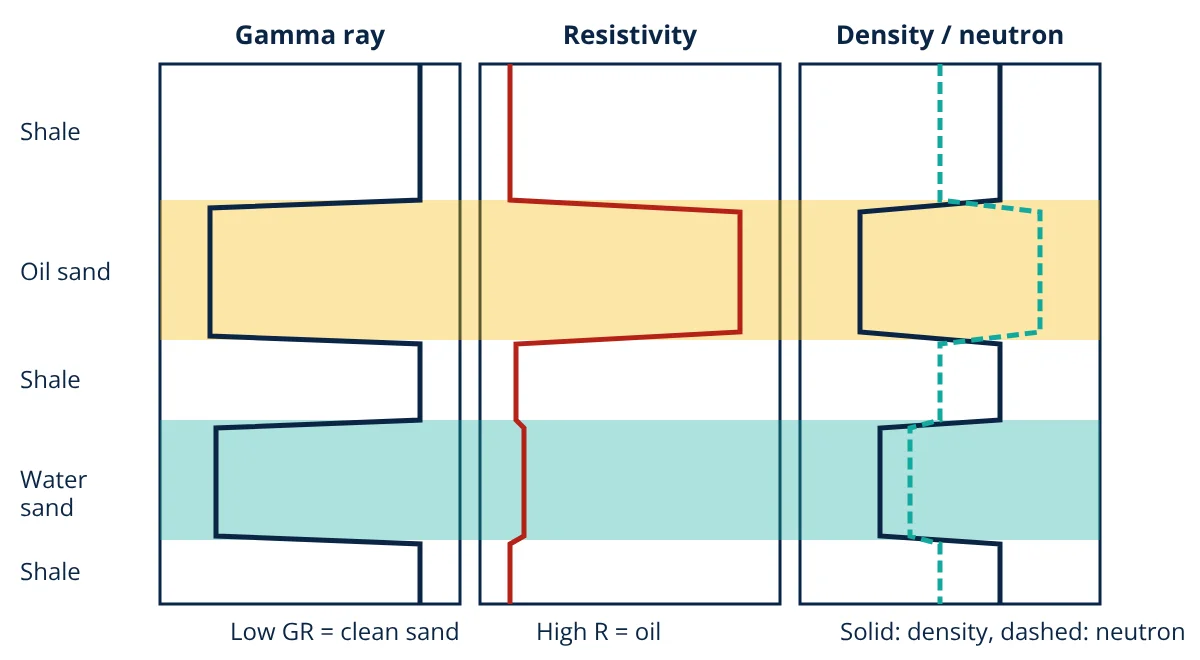 Gamma ray
Resistivity
Density / neutron
Shale
Oil sand
Shale
Water
sand
Shale
Low GR = clean sand
High R = oil
Solid: density, dashed: neutron